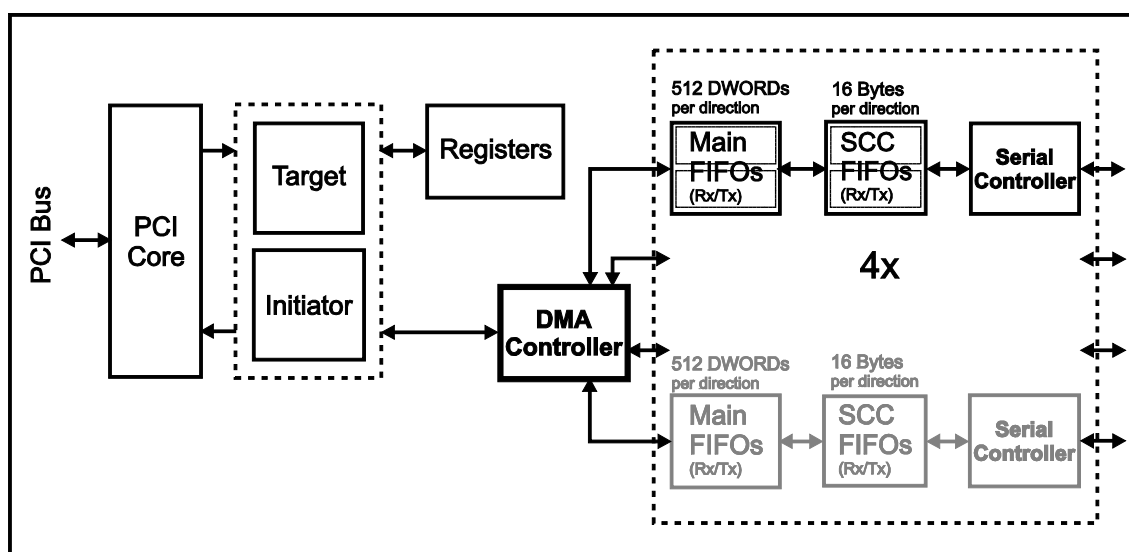 PCI Bus
PCI
Core
Target
Initiator
Registers
DMA
Controller
512 DWORDs
per direction
Main
FIFOs
(Rx/Tx)
16 Bytes
per direction
SCC
FIFOs
(Rx/Tx)
Serial
Controller
4x
512 DWORDs
per direction
Main
FIFOs
(Rx/Tx)
16 Bytes
per direction
SCC
FIFOs
(Rx/Tx)
Serial
Controller